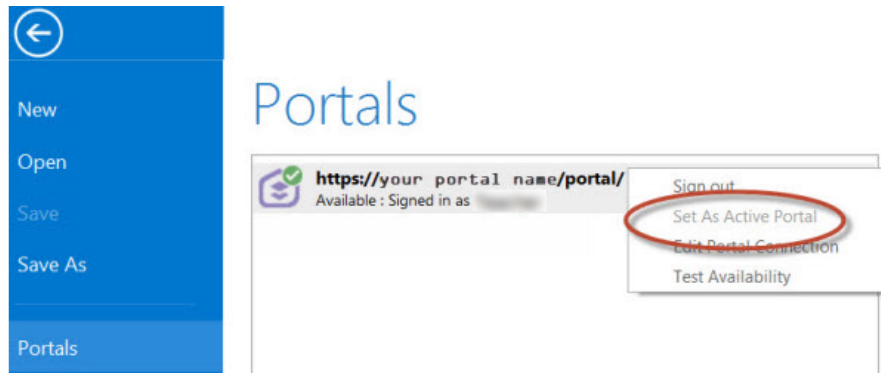 New
Open
Save
Save As
Portals
Portals
https://your portal name/portal/
Available : Signed in as
Sign out
Set As Active Portal
Edit Portal Connection
Test Availability